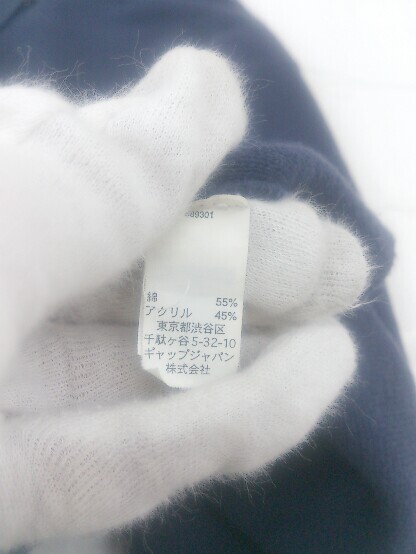 綿 55%
アクリル 45%
東京都渋谷区
千駄ヶ谷5-32-10
ギャップジャパン
株式会社